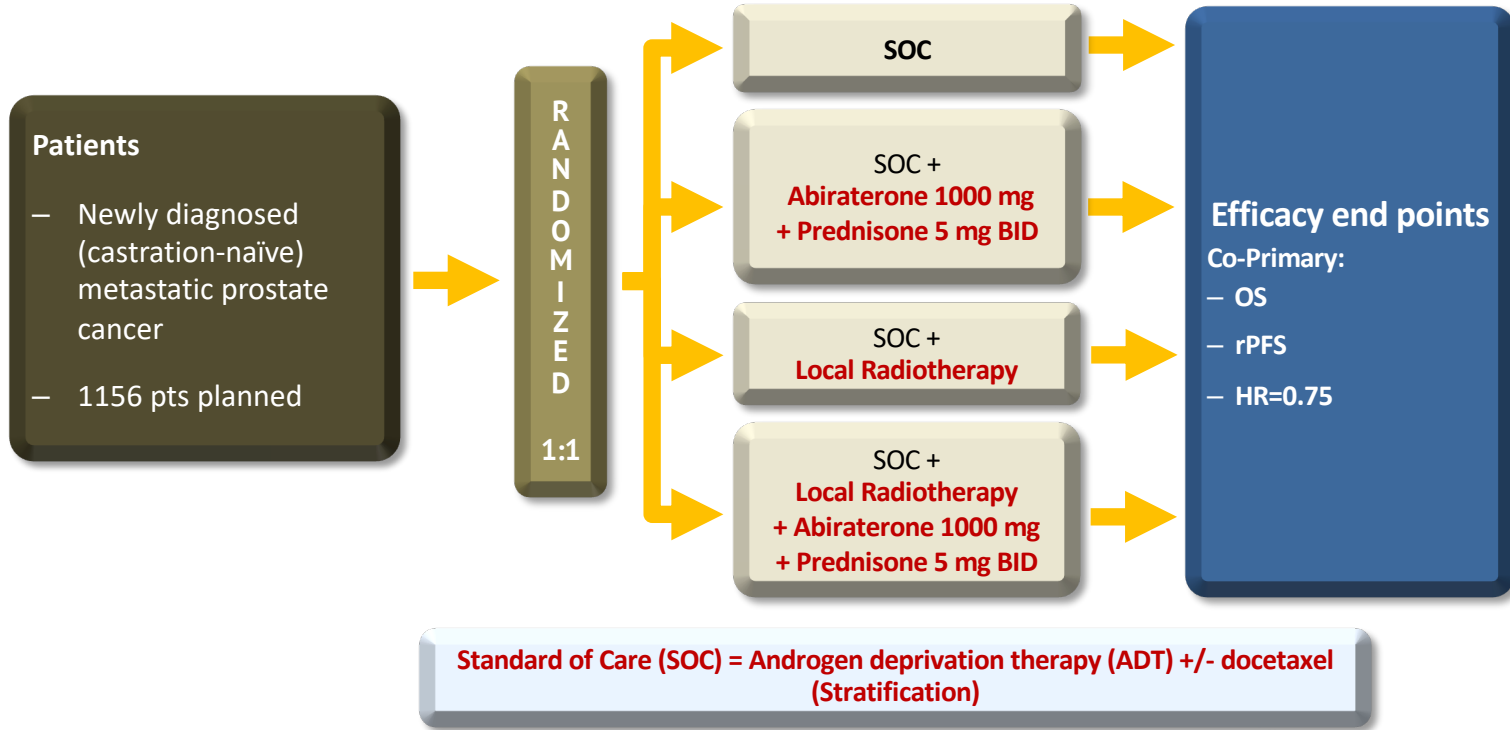 Patients
– Newly diagnosed
(castration-naïve)
metastatic prostate
cancer
– 1156 pts planned
RANDOMIZED
1:1
SOC
SOC +
Abiraterone 1000 mg
+ Prednisone 5 mg BID
SOC +
Local Radiotherapy
SOC +
Local Radiotherapy
+ Abiraterone 1000 mg
+ Prednisone 5 mg BID
Efficacy end points
Co-Primary:
– OS
– rPFS
– HR=0.75
Standard of Care (SOC) = Androgen deprivation therapy (ADT) +/- docetaxel
(Stratification)